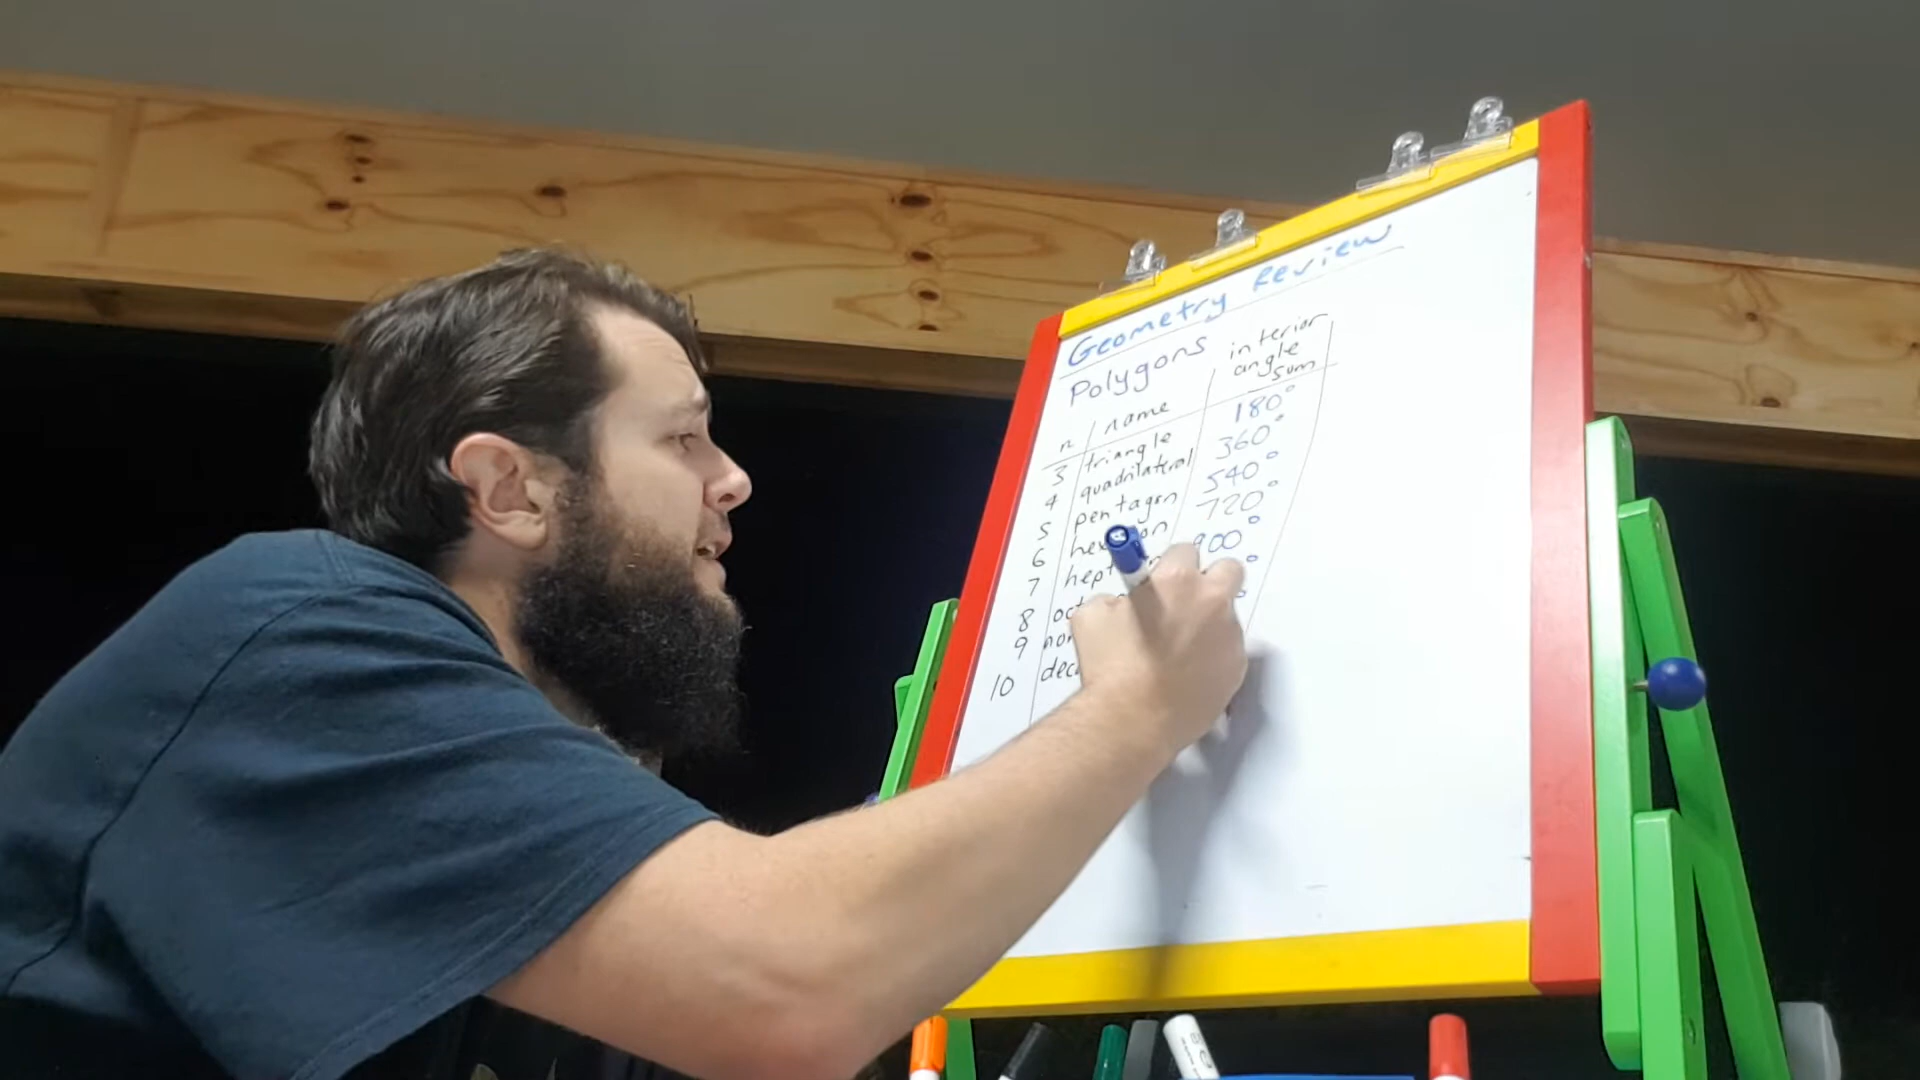 Geometry Review
Polygons
n name interior angle sum
3 triangle 180°
4 quadrilateral 360°
5 pentagon 540°
6 720°
7 900°
8
9
10